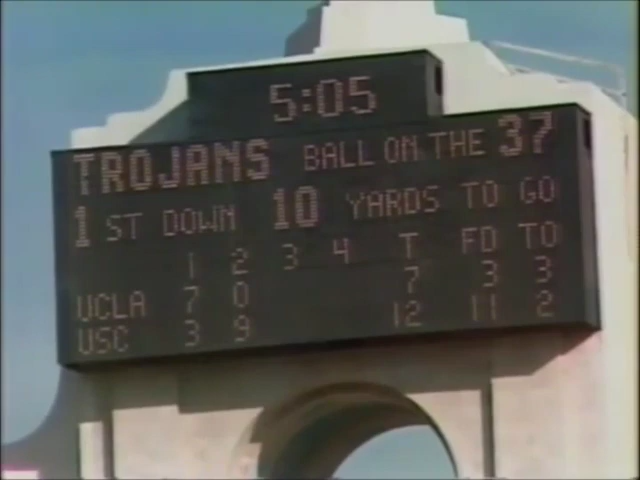 5:05
TROJANS BALL ON THE 37
1 ST DOWN 10 YARDS TO GO
1 2 3 4 T FD TO
UCLA 7 0 7 3 3
USC 3 9 12 11 2